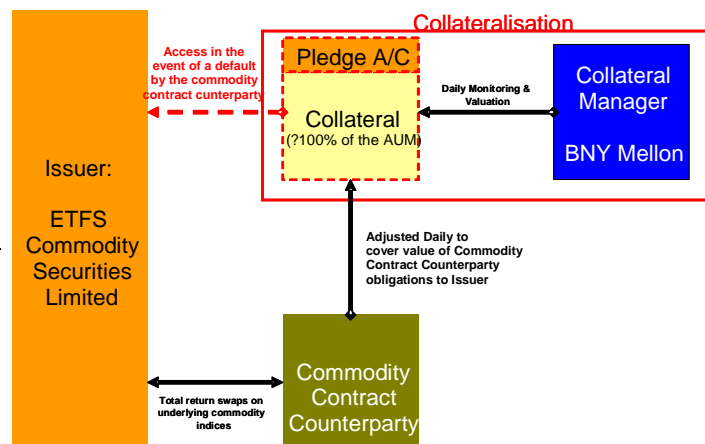 Collateralisation
Access in the
event of a default
by the commodity
contract cunterparty
Pledge A/C
Collateral
(?100% of the AUM)
Daily Monitoring &
Valuation
Collateral
Manager
BNY Mellon
Issuer:
ETFS
Commodity
Securities
Limited
Adjusted Daily to
cover value of Commodity
Contract Counterparty
obligations to Issuer
Total return swaps on
underlying commodity
indices
Commodity
Contract
Counterparty